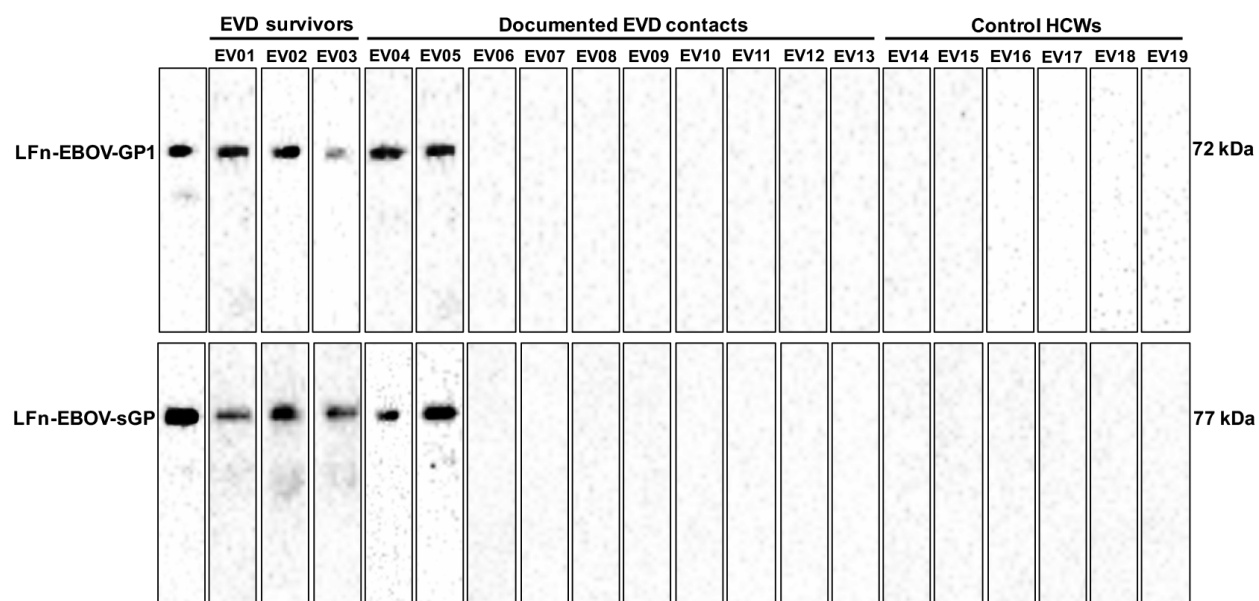 EVD survivors Documented EVD contacts Control HCWs
EV01 EV02 EV03 EV04 EV05 EV06 EV07 EV08 EV09 EV10 EV11 EV12 EV13 EV14 EV15 EV16 EV17 EV18 EV19
LFn-EBOV-GP1 72 kDa
LFn-EBOV-sGP 77 kDa